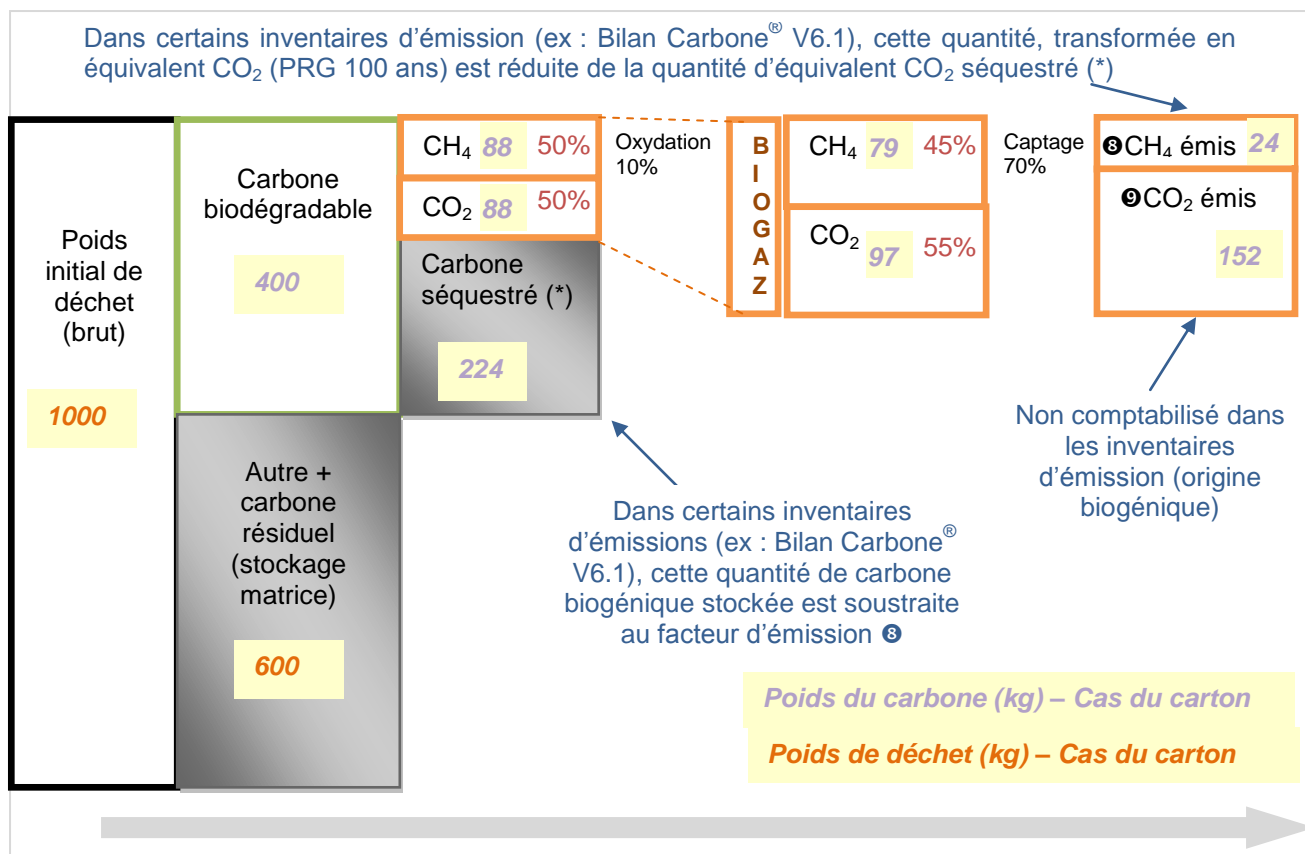 Dans certains inventaires d'émission (ex : Bilan Carbone® V6.1), cette quantité, transformée en
équivalent CO₂ (PRG 100 ans) est réduite de la quantité d'équivalent CO₂ séquestré (*)
Poids
initial de
déchet
(brut)
1000
Carbone
biodégradable
400
Autre +
carbone
résiduel
(stockage
matrice)
600
CH₄ 88 50%
CO₂ 88 50%
Carbone
séquestré (*)
224
Oxydation
10%
B
I
O
G
A
Z
CH₄ 79 45%
CO₂ 97 55%
Captage
70%
❽CH₄ émis 24
❾CO₂ émis
152
Non comptabilisé dans
les inventaires
d'émission (origine
biogénique)
Dans certains inventaires
d'émissions (ex : Bilan Carbone®
V6.1), cette quantité de carbone
biogénique stockée est soustraite
au facteur d'émission ❽
Poids du carbone (kg) – Cas du carton
Poids de déchet (kg) – Cas du carton